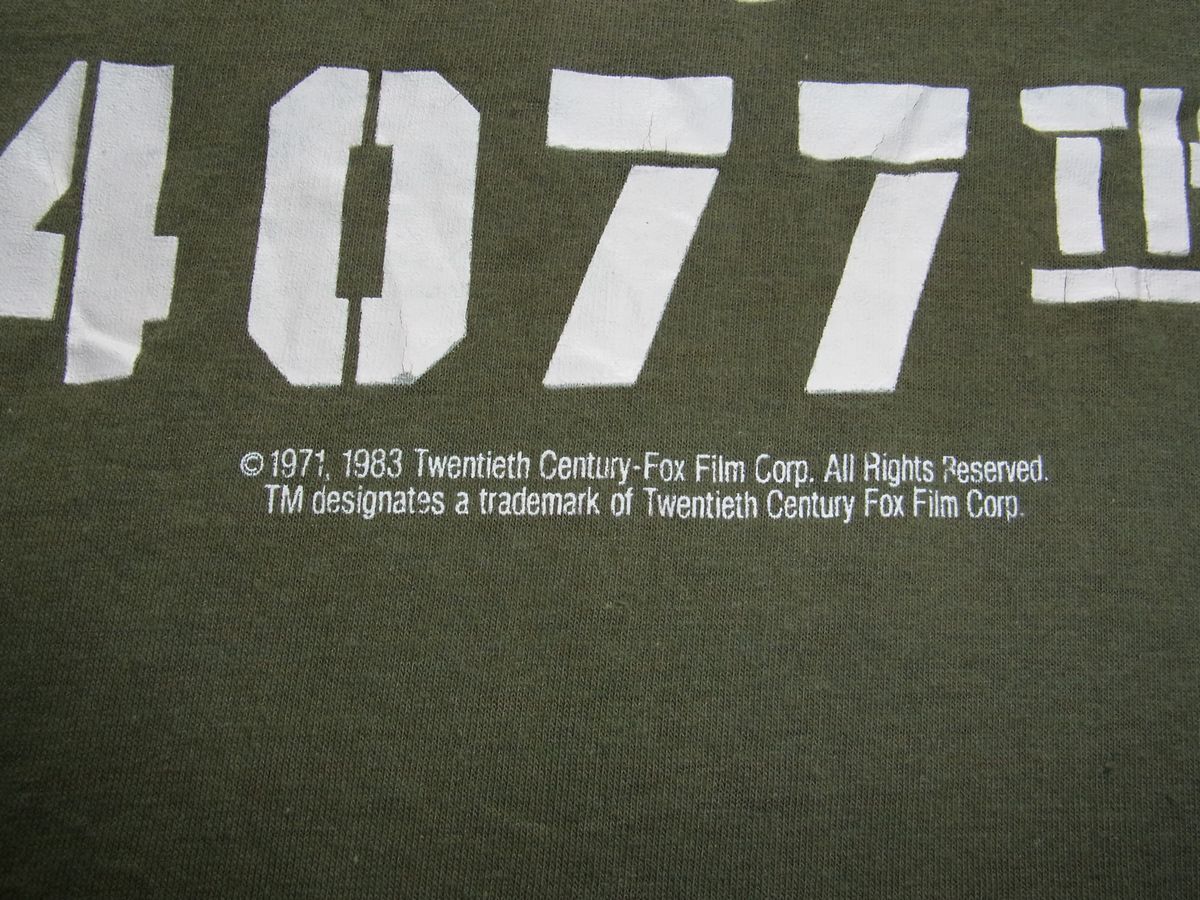 4077TH
©1971, 1983 Twentieth Century-Fox Film Corp. All Rights Reserved.
TM designates a trademark of Twentieth Century Fox Film Corp.